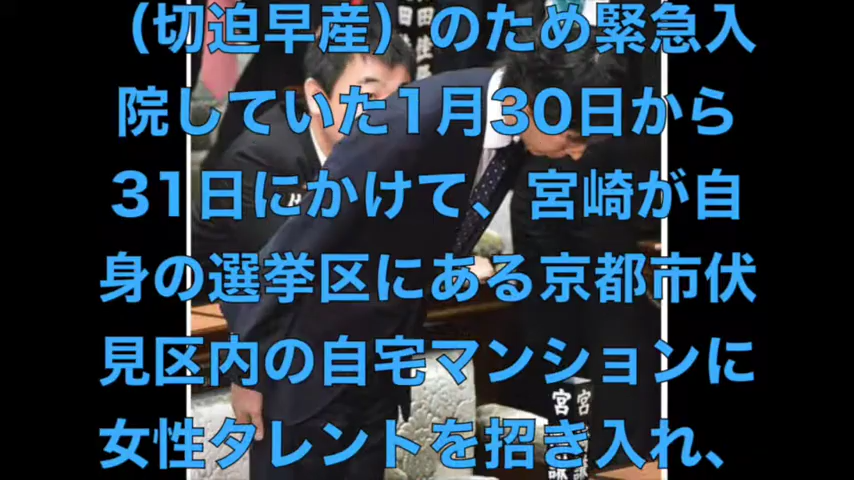 （切迫早産）のため緊急入
院していた1月30日から
31日にかけて、宮崎が自
身の選挙区にある京都市伏
見区内の自宅マンションに
女性タレントを招き入れ、
宮
宮